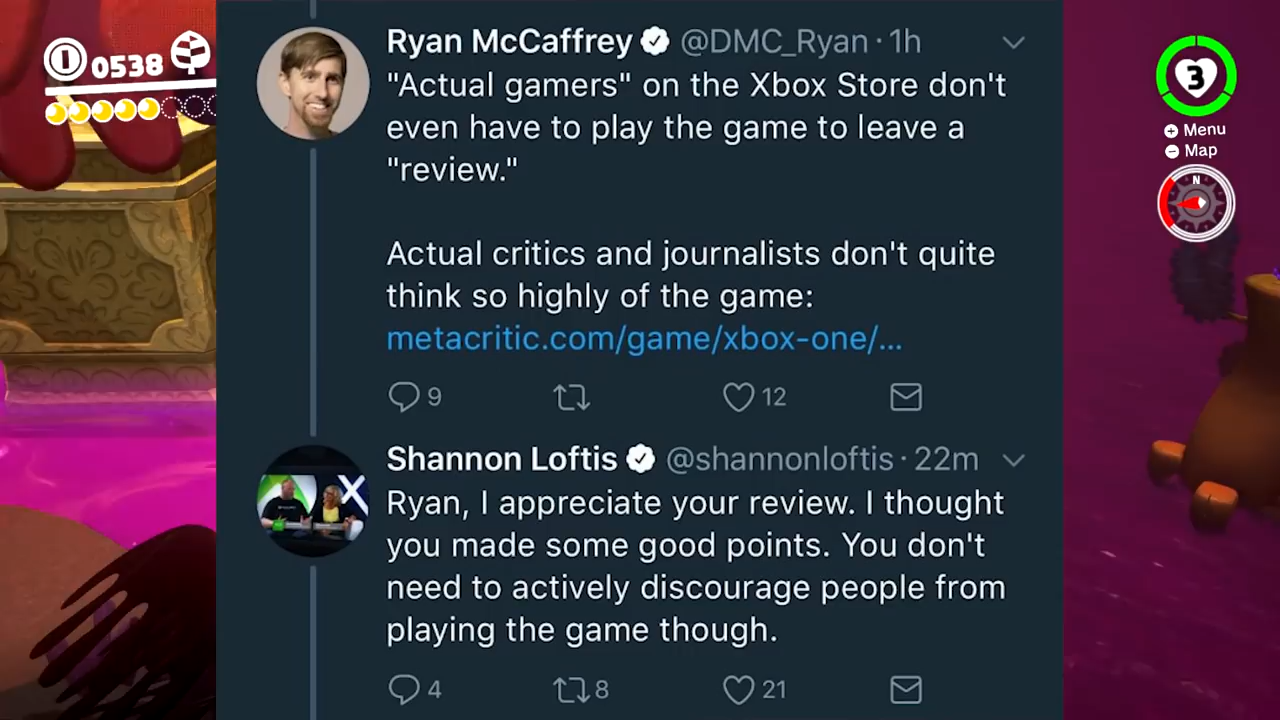 0538
3
Menu
Map
N
Ryan McCaffrey @DMC_Ryan · 1h
"Actual gamers" on the Xbox Store don't
even have to play the game to leave a
"review."
Actual critics and journalists don't quite
think so highly of the game:
metacritic.com/game/xbox-one/...
9 12
Shannon Loftis @shannonloftis · 22m
Ryan, I appreciate your review. I thought
you made some good points. You don't
need to actively discourage people from
playing the game though.
4 8 21